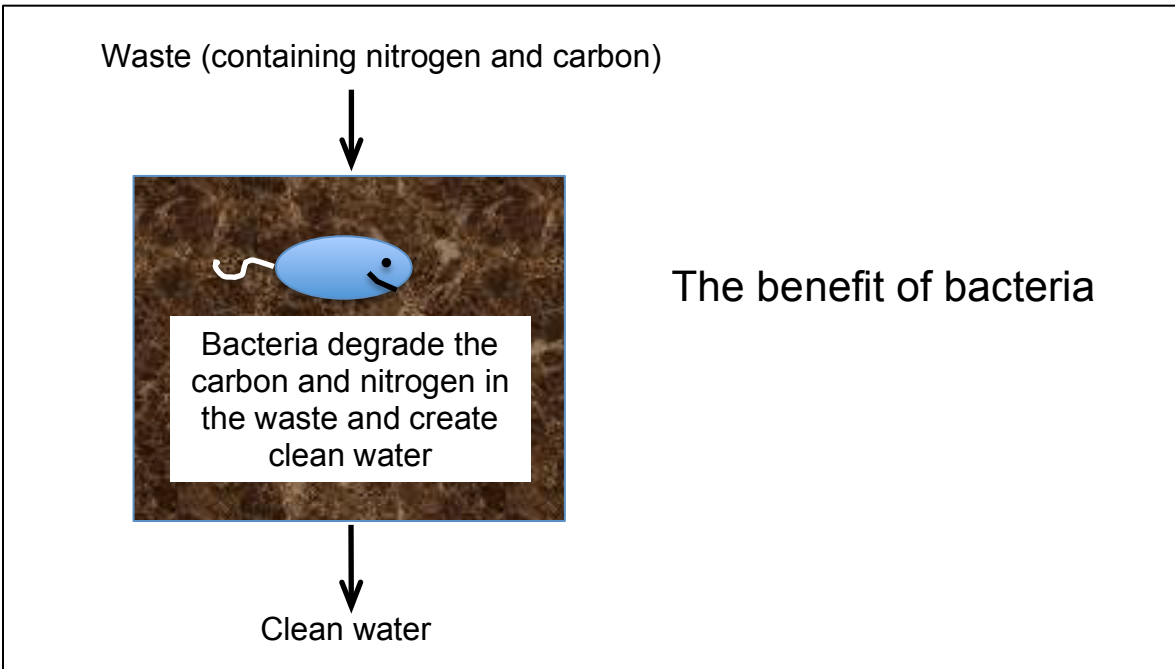 Waste (containing nitrogen and carbon)
The benefit of bacteria
Bacteria degrade the
carbon and nitrogen in
the waste and create
clean water
Clean water